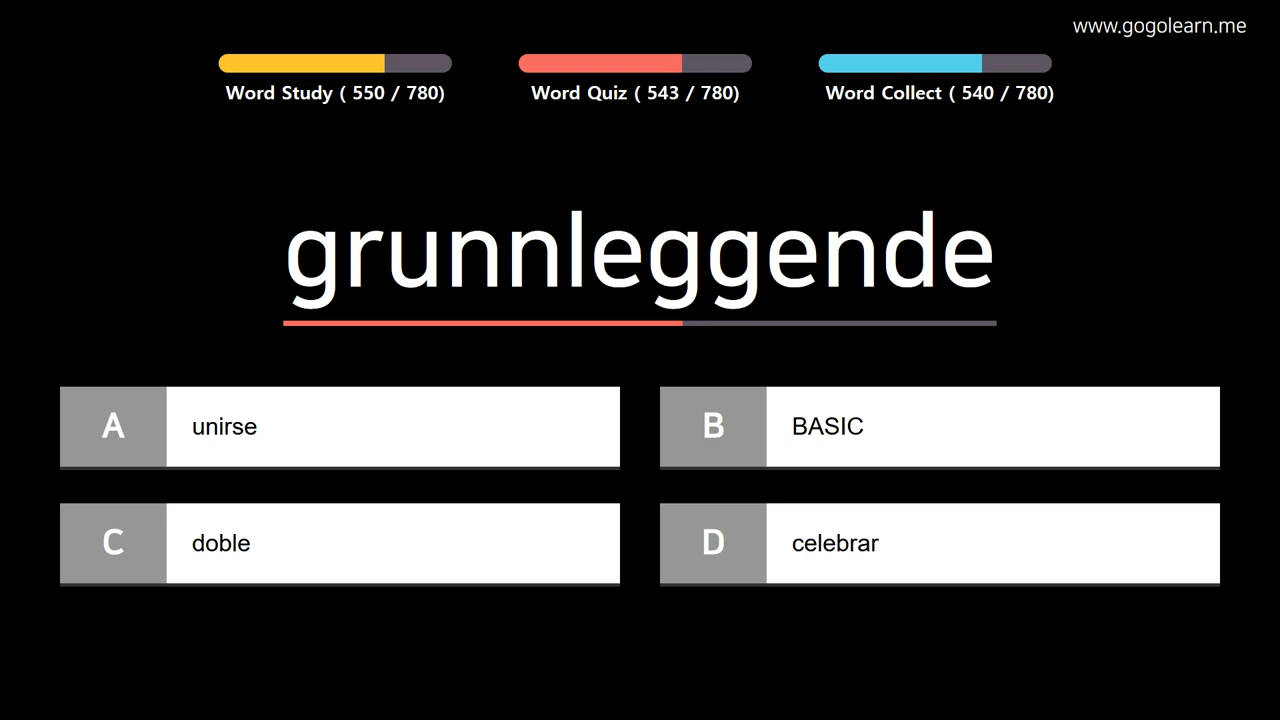 www.gogolearn.me
Word Study ( 550 / 780)
Word Quiz ( 543 / 780)
Word Collect ( 540 / 780)
grunnleggende
A unirse
B BASIC
C doble
D celebrar